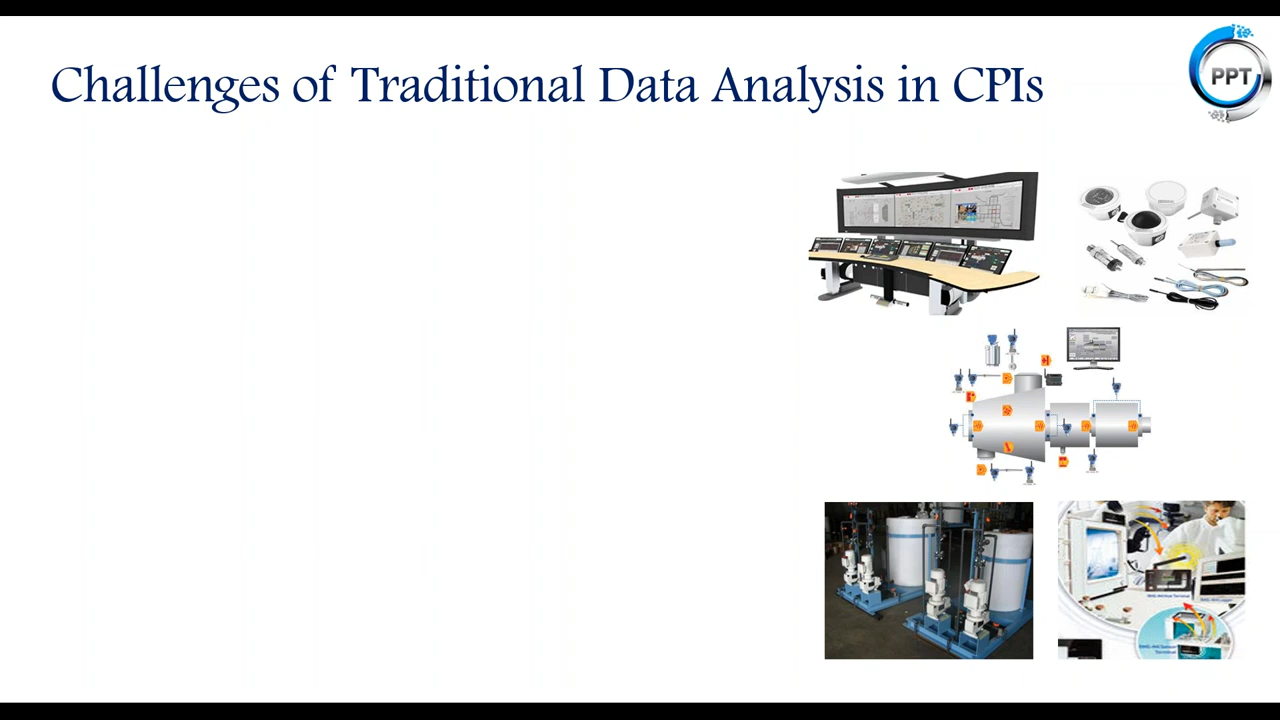 Challenges of Traditional Data Analysis in CPIs
PPT